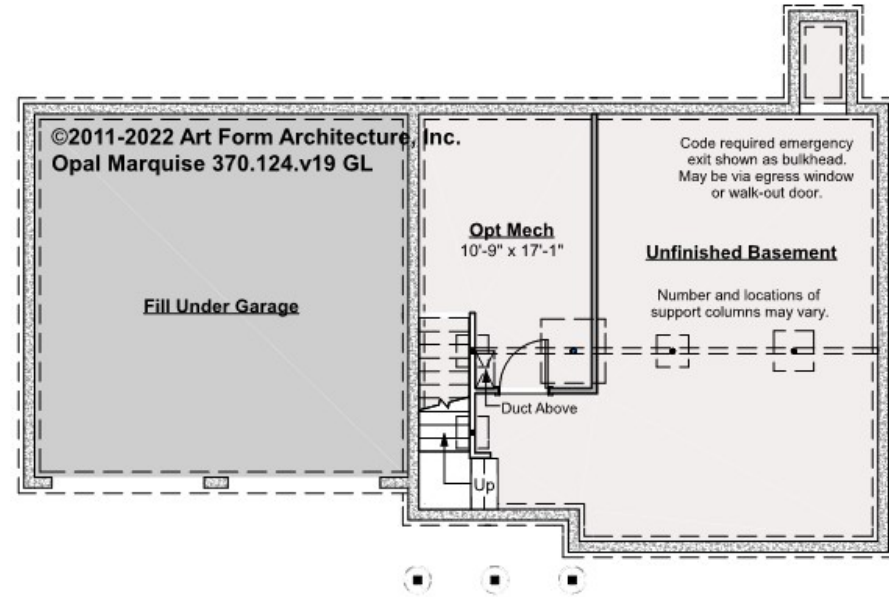 ©2011-2022 Art Form Architecture, Inc.
Opal Marquise 370.124.v19 GL
Code required emergency
exit shown as bulkhead.
May be via egress window
or walk-out door.
Opt Mech
10'-9" x 17'-1"
Unfinished Basement
Fill Under Garage
Number and locations of
support columns may vary.
Duct Above
Up